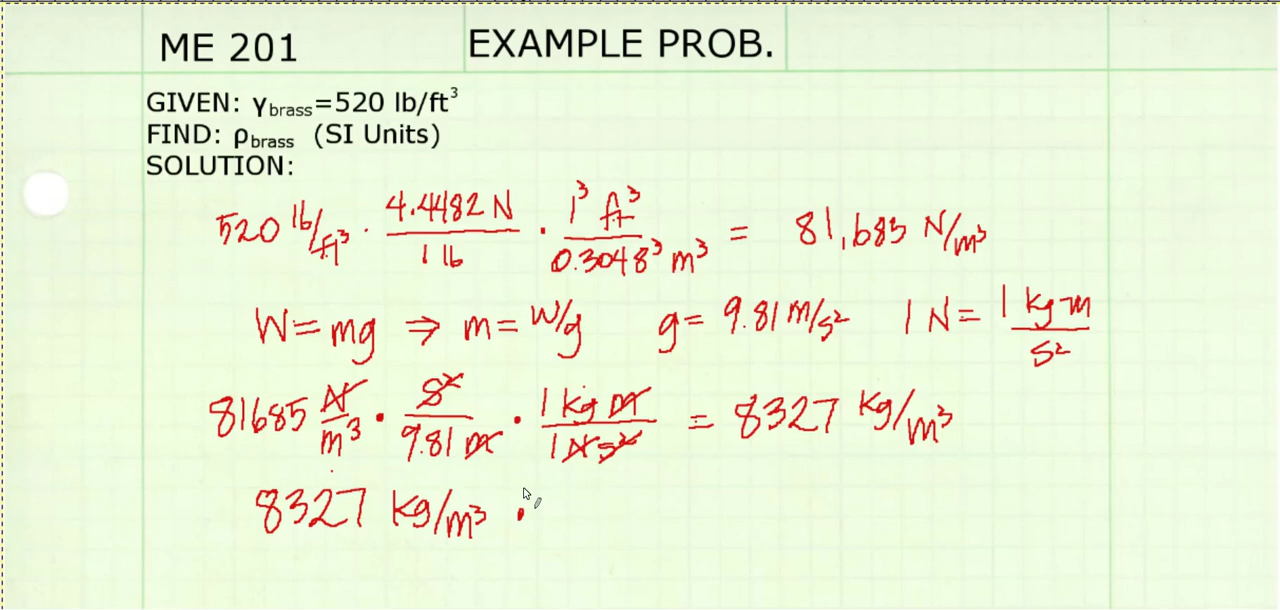 ME 201 EXAMPLE PROB.
GIVEN: γbrass=520 lb/ft³
FIND: ρbrass (SI Units)
SOLUTION:
520 lb/ft³ · 4.4482 N / 1 lb · 1³ ft³ / 0.3048³ m³ = 81,685 N/m³
W=mg ⇒ m=W/g g= 9.81 m/s² 1 N= 1 kg-m / s²
81685 N/m³ · s² / 9.81 m · 1 kg m / 1 N s² = 8327 kg/m³
8327 kg/m³ ·